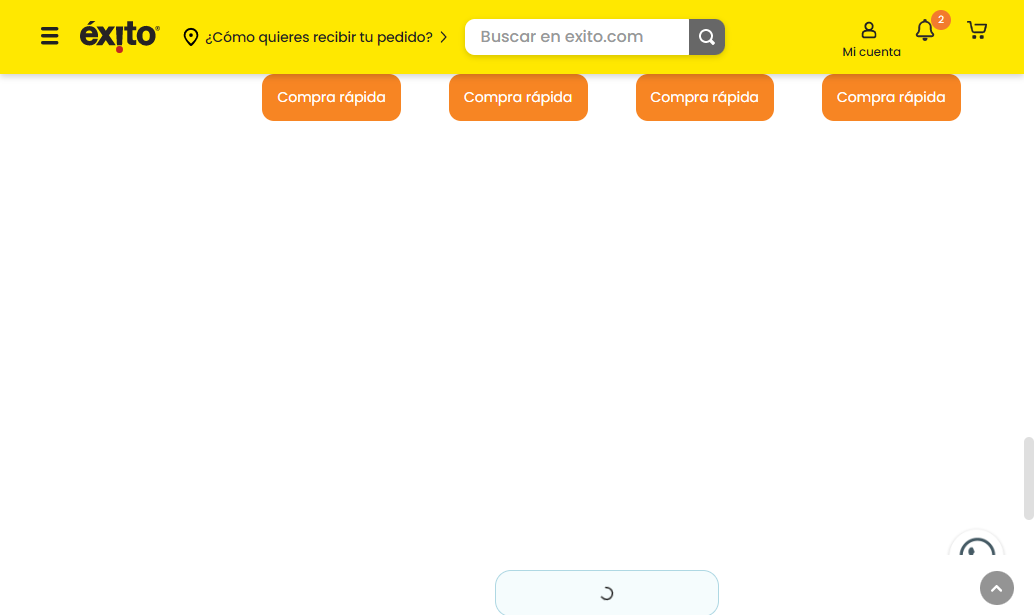 éxito®
¿Cómo quieres recibir tu pedido?
Buscar en exito.com
Mi cuenta
2
Compra rápida
Compra rápida
Compra rápida
Compra rápida